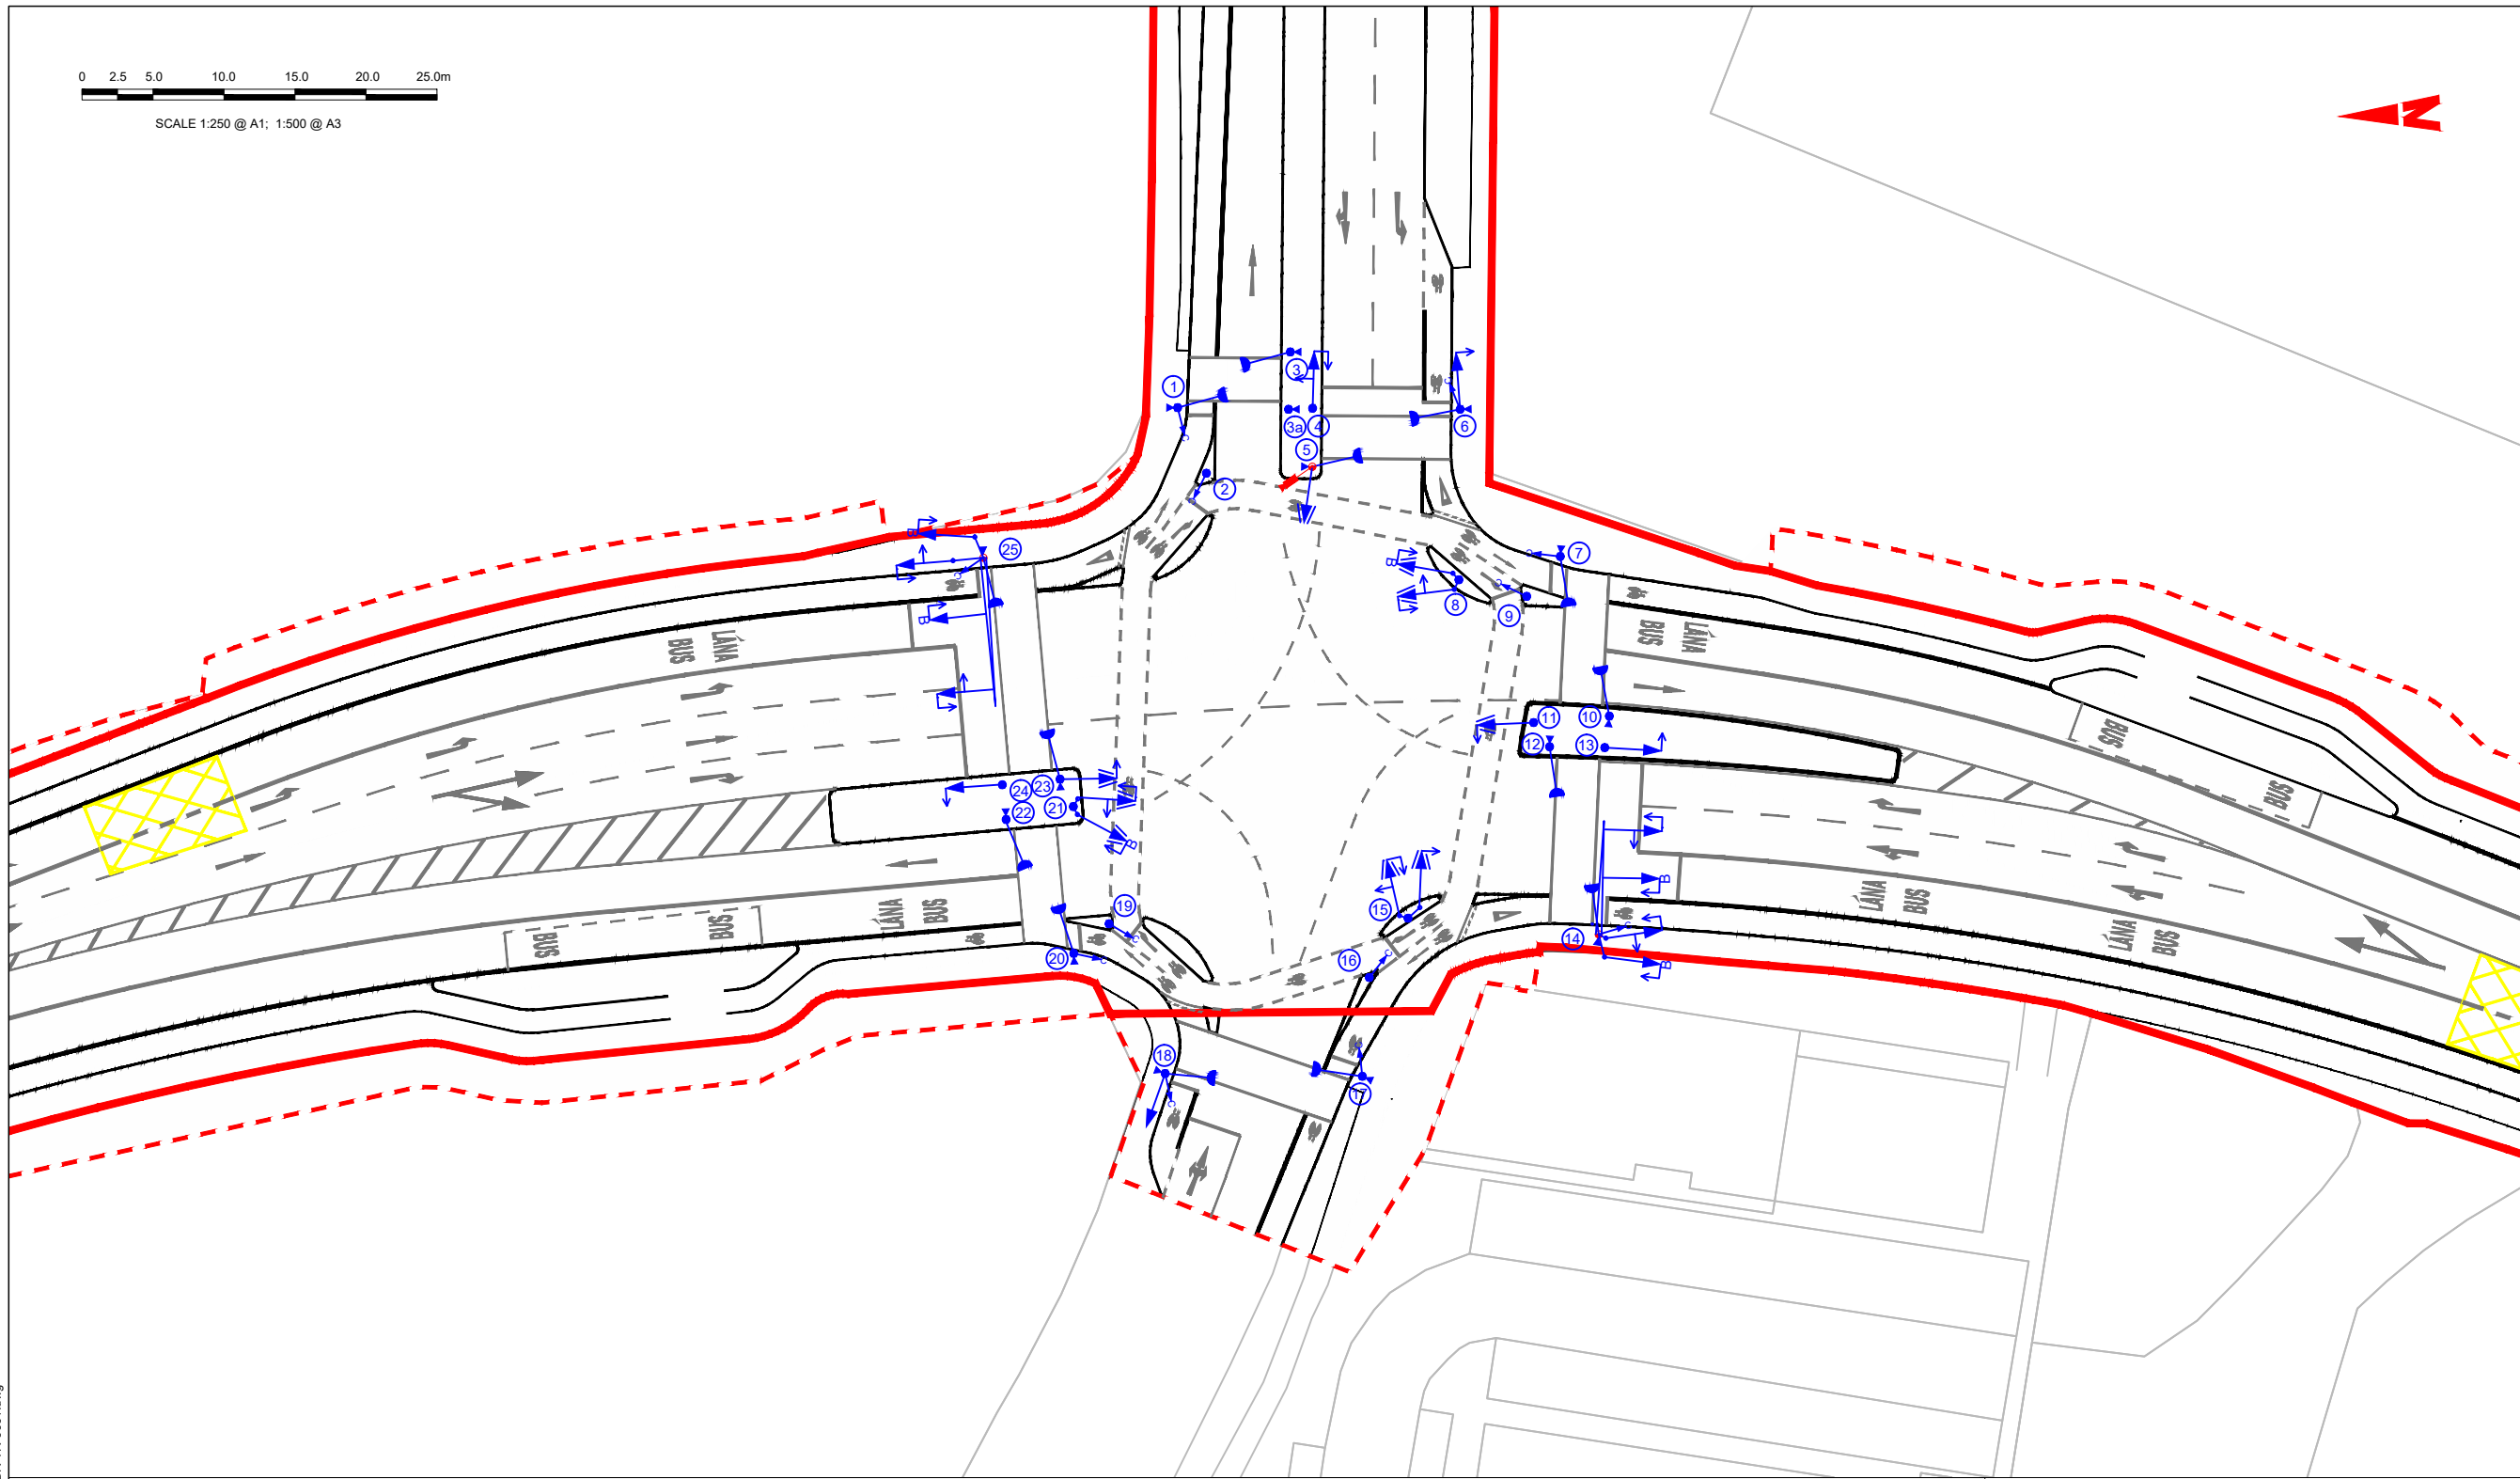 0 2.5 5.0 10.0 15.0 20.0 25.0m
SCALE 1:250 @ A1; 1:500 @ A3
N
1
3
3a
4
6
5
2
C
C
C
B
25
C
B
7
C
B
8
9
C
LÁNA
BUS
LÁNA
BUS
11
10
12
13
BUS
BUS
24
23
21
22
B
B
19
C
15
14
C
B
20
C
16
C
LÁNA
BUS
BUS
BUS
LÁNA
BUS
LÁNA
BUS
18
C
17
C